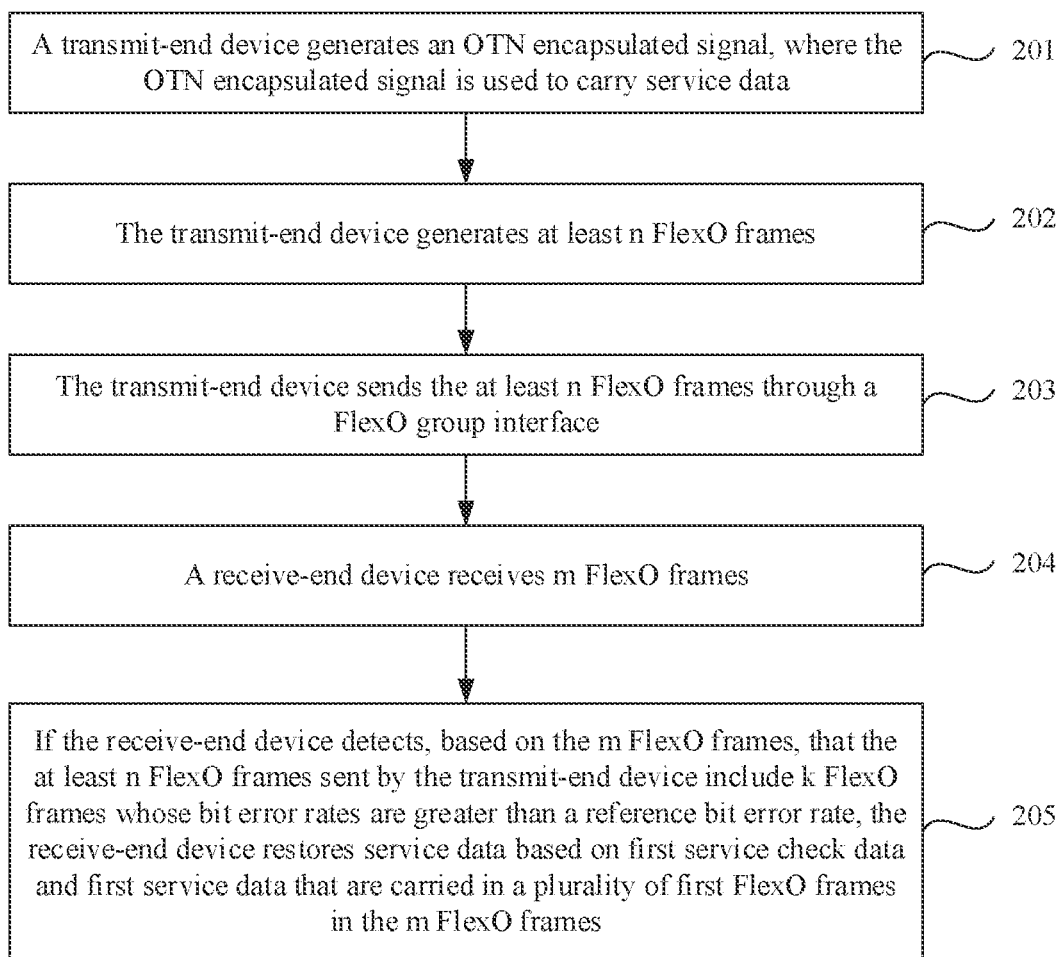 A transmit-end device generates an OTN encapsulated signal, where the
OTN encapsulated signal is used to carry service data
201
The transmit-end device generates at least n FlexO frames
202
The transmit-end device sends the at least n FlexO frames through a
FlexO group interface
203
A receive-end device receives m FlexO frames
204
If the receive-end device detects, based on the m FlexO frames, that the
at least n FlexO frames sent by the transmit-end device include k FlexO
frames whose bit error rates are greater than a reference bit error rate, the
receive-end device restores service data based on first service check data
and first service data that are carried in a plurality of first FlexO frames
in the m FlexO frames
205